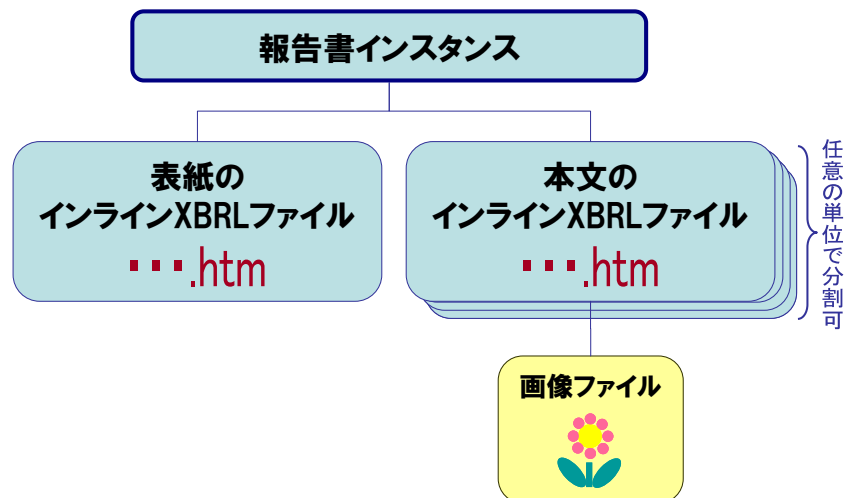 報告書インスタンス
表紙の
インラインXBRLファイル
▪▪▪.htm
本文の
インラインXBRLファイル
▪▪▪.htm
任意の単位で分割可
画像ファイル